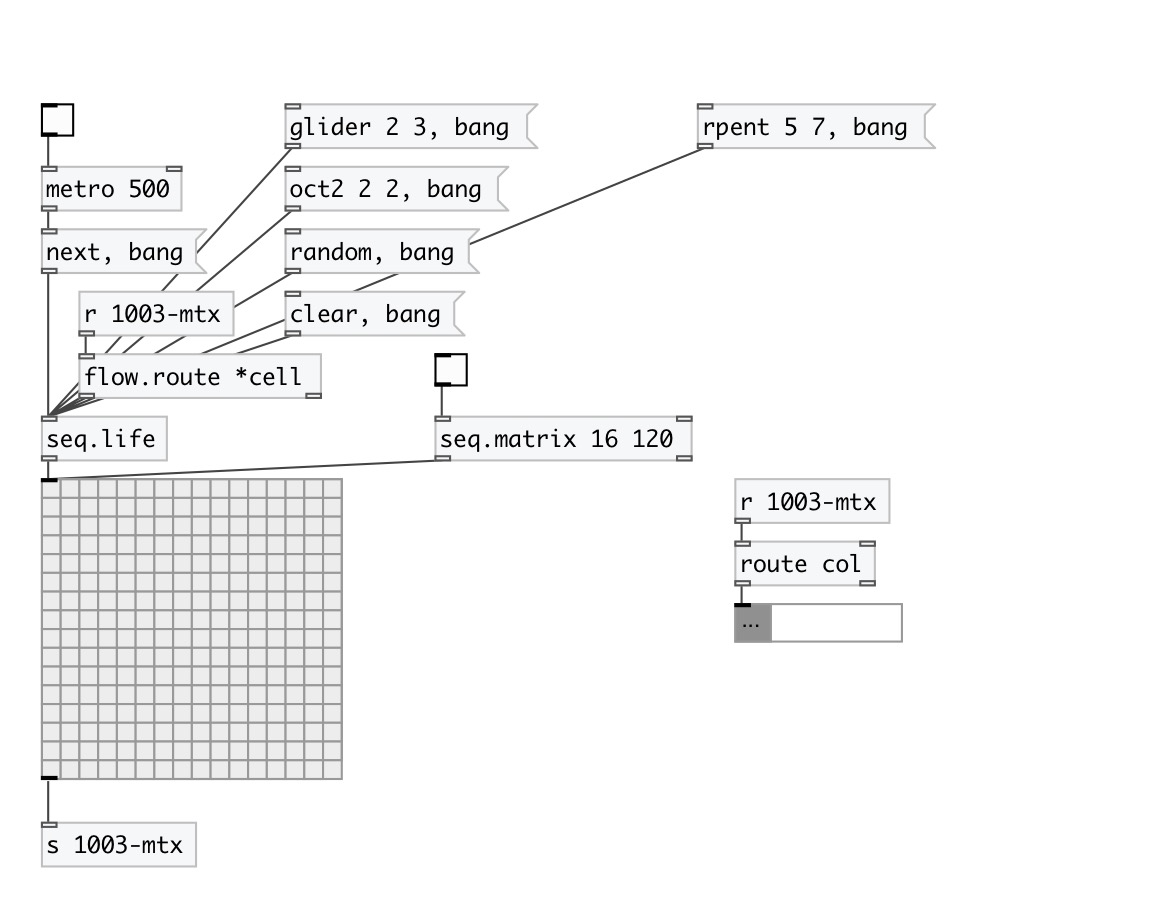 glider 2 3, bang
rpent 5 7, bang
metro 500
oct2 2 2, bang
next, bang
random, bang
r 1003-mtx
clear, bang
flow.route *cell
seq.life
seq.matrix 16 120
r 1003-mtx
route col
...
s 1003-mtx